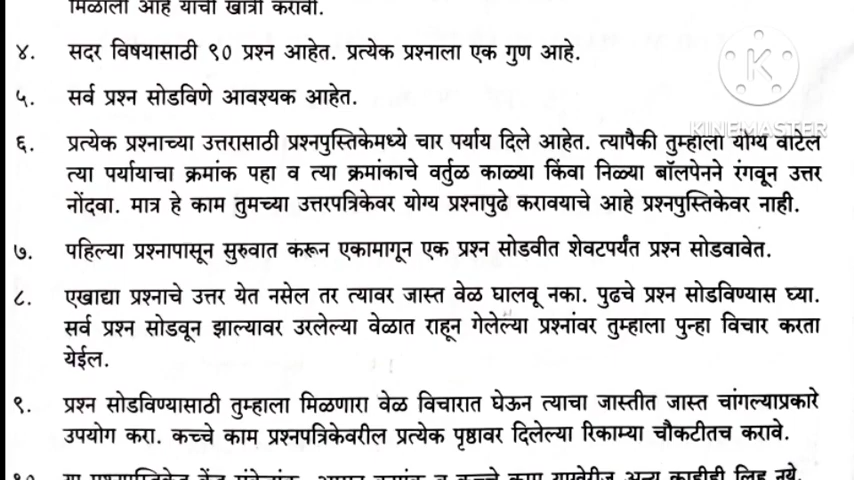 मिळाली आहे याची खात्री करावी.
४. सदर विषयासाठी ९० प्रश्न आहेत. प्रत्येक प्रश्नाला एक गुण आहे.
५. सर्व प्रश्न सोडविणे आवश्यक आहेत.
K
KINEMASTER
६. प्रत्येक प्रश्नाच्या उत्तरासाठी प्रश्नपुस्तिकेमध्ये चार पर्याय दिले आहेत. त्यापैकी तुम्हाला योग्य वाटेल
त्या पर्यायाचा क्रमांक पहा व त्या क्रमांकाचे वर्तुळ काळ्या किंवा निळ्या बॉलपेनने रंगवून उत्तर
नोंदवा. मात्र हे काम तुमच्या उत्तरपत्रिकेवर योग्य प्रश्नापुढे करावयाचे आहे प्रश्नपुस्तिकेवर नाही.
७. पहिल्या प्रश्नापासून सुरुवात करून एकामागून एक प्रश्न सोडवीत शेवटपर्यंत प्रश्न सोडवावेत.
८. एखाद्या प्रश्नाचे उत्तर येत नसेल तर त्यावर जास्त वेळ घालवू नका. पुढचे प्रश्न सोडविण्यास घ्या.
सर्व प्रश्न सोडवून झाल्यावर उरलेल्या वेळात राहून गेलेल्या प्रश्नांवर तुम्हाला पुन्हा विचार करता
येईल.
९. प्रश्न सोडविण्यासाठी तुम्हाला मिळणारा वेळ विचारात घेऊन त्याचा जास्तीत जास्त चांगल्याप्रकारे
उपयोग करा. कच्चे काम प्रश्नपत्रिकेवरील प्रत्येक पृष्ठावर दिलेल्या रिकाम्या चौकटीतच करावे.
१०. या केंद्र व कच्चे काम अन्य काहीही लिहू नये.